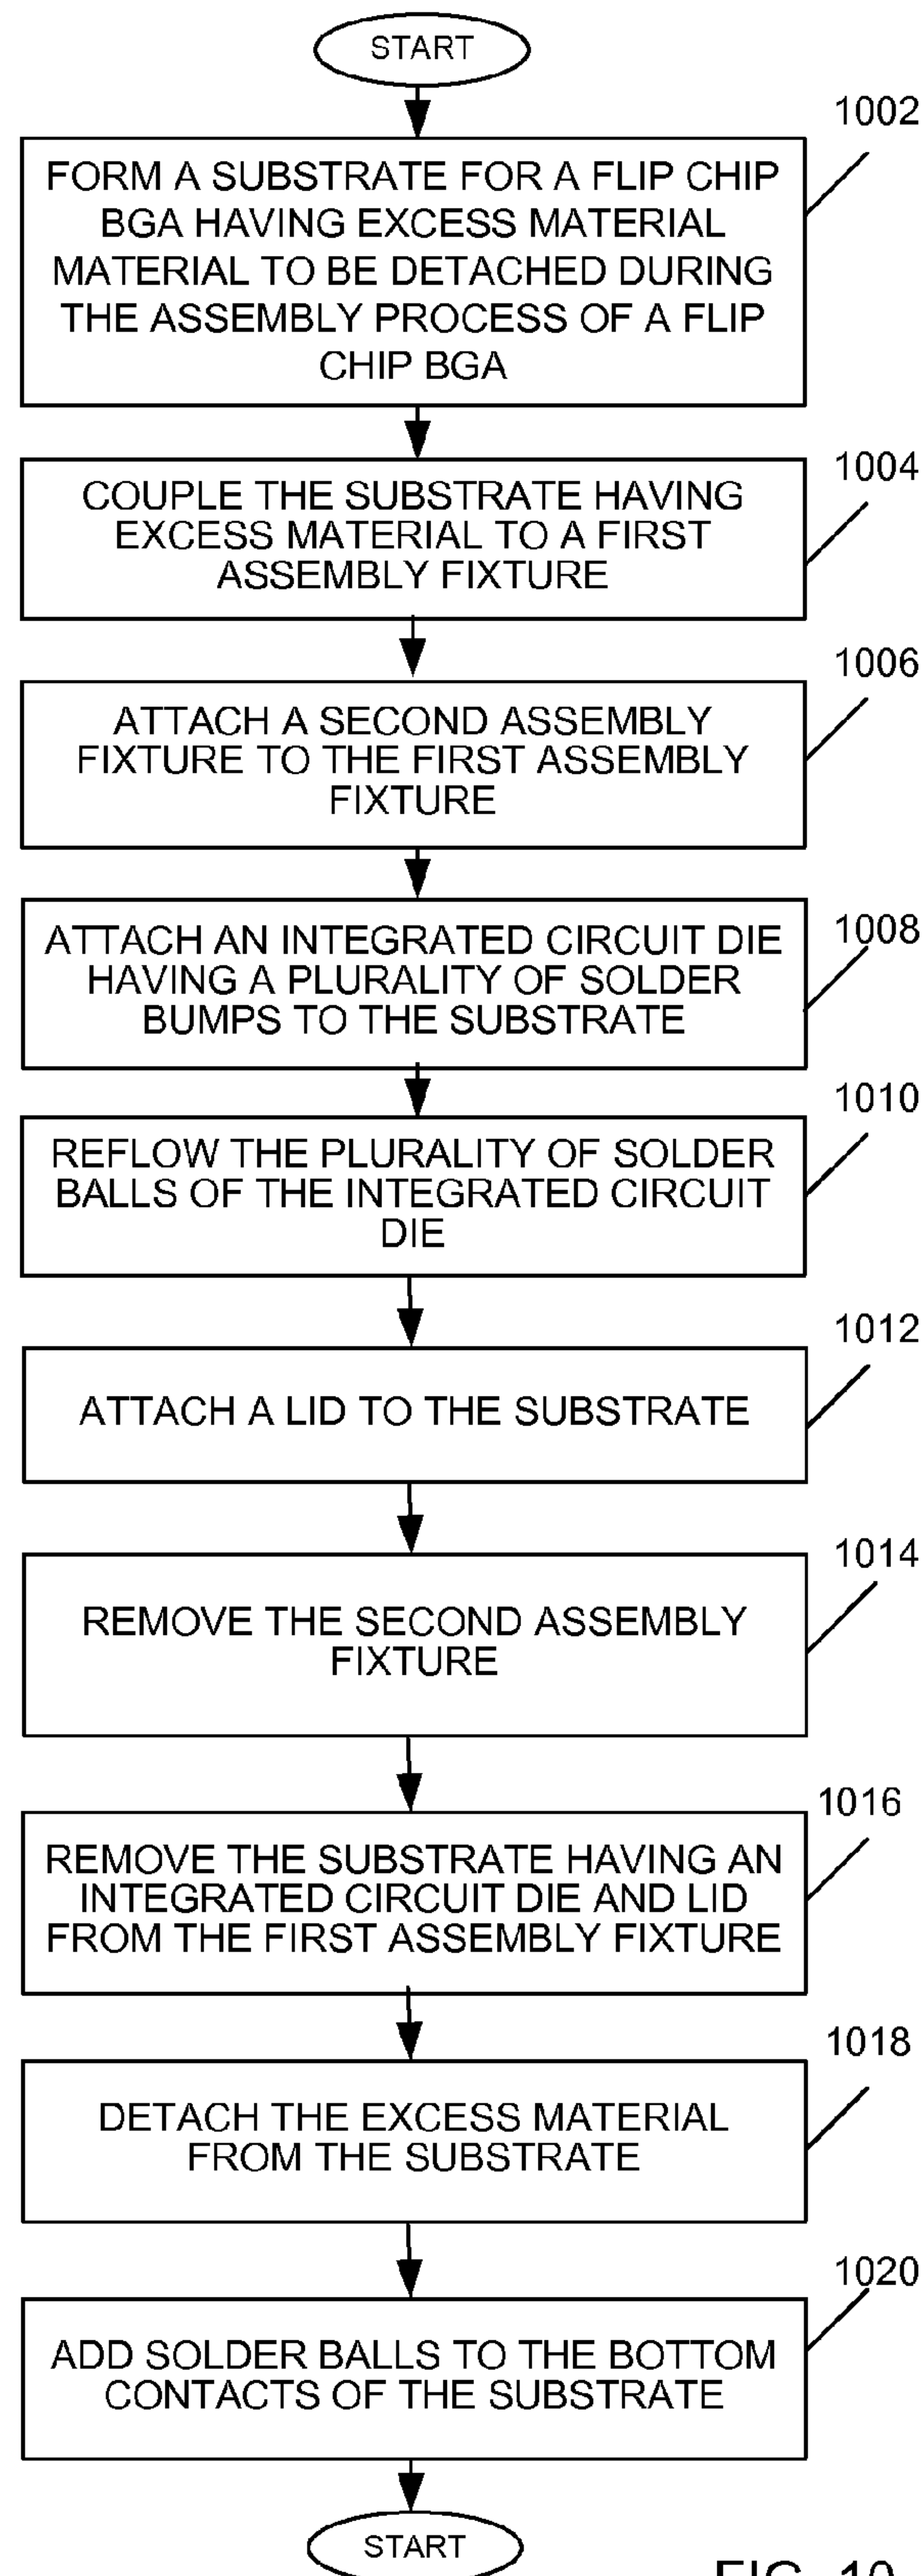 START
1002
FORM A SUBSTRATE FOR A FLIP CHIP
BGA HAVING EXCESS MATERIAL
MATERIAL TO BE DETACHED DURING
THE ASSEMBLY PROCESS OF A FLIP
CHIP BGA
1004
COUPLE THE SUBSTRATE HAVING
EXCESS MATERIAL TO A FIRST
ASSEMBLY FIXTURE
1006
ATTACH A SECOND ASSEMBLY
FIXTURE TO THE FIRST ASSEMBLY
FIXTURE
1008
ATTACH AN INTEGRATED CIRCUIT DIE
HAVING A PLURALITY OF SOLDER
BUMPS TO THE SUBSTRATE
1010
REFLOW THE PLURALITY OF SOLDER
BALLS OF THE INTEGRATED CIRCUIT
DIE
1012
ATTACH A LID TO THE SUBSTRATE
1014
REMOVE THE SECOND ASSEMBLY
FIXTURE
1016
REMOVE THE SUBSTRATE HAVING AN
INTEGRATED CIRCUIT DIE AND LID
FROM THE FIRST ASSEMBLY FIXTURE
1018
DETACH THE EXCESS MATERIAL
FROM THE SUBSTRATE
1020
ADD SOLDER BALLS TO THE BOTTOM
CONTACTS OF THE SUBSTRATE
START
FIG. 10